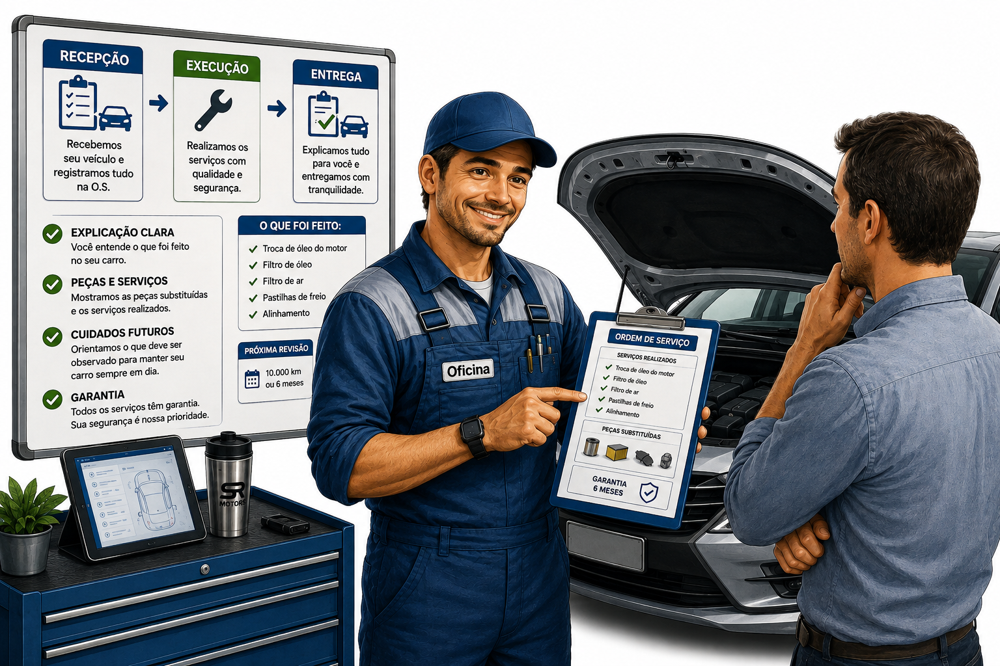 RECEPÇÃO
Recebemos
seu veículo e
registramos tudo
na O.S.
EXECUÇÃO
Realizamos os
serviços com
qualidade e
segurança.
ENTREGA
Explicamos tudo
para você e
entregamos com
tranquilidade.
EXPLICAÇÃO CLARA
Você entende o que foi feito
no seu carro.
PEÇAS E SERVIÇOS
Mostramos as peças substituídas
e os serviços realizados.
CUIDADOS FUTUROS
Orientamos o que deve ser
observado para manter seu
carro sempre em dia.
GARANTIA
Todos os serviços têm garantia.
Sua segurança é nossa prioridade.
O QUE FOI FEITO:
Troca de óleo do motor
Filtro de óleo
Filtro de ar
Pastilhas de freio
Alinhamento
PRÓXIMA REVISÃO
10.000 km
ou 6 meses
Oficina
ORDEM DE SERVIÇO
SERVIÇOS REALIZADOS
Troca de óleo do motor
Filtro de óleo
Filtro de ar
Pastilhas de freio
Alinhamento
PEÇAS SUBSTITUÍDAS
GARANTIA
6 MESES
SR
MOTORS